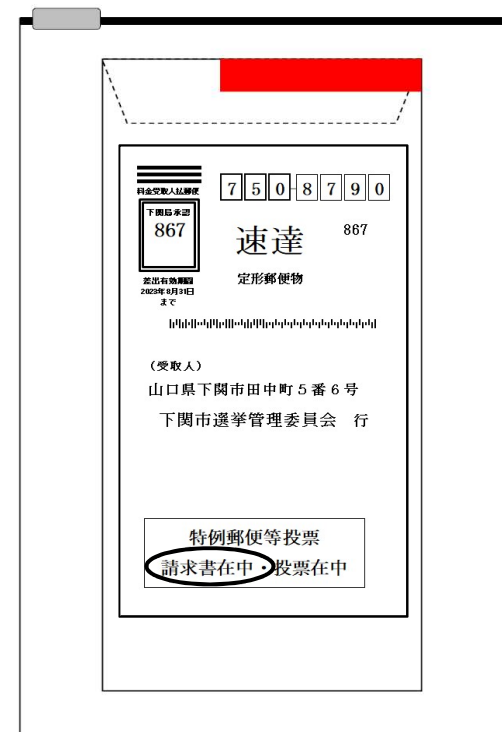 料金受取人払郵便
750-8790
下関局承認
867
速達
867
定形郵便物
差出有効期間
2023年8月31日
まで
（受取人）
山口県下関市田中町５番６号
下関市選挙管理委員会　行
特例郵便等投票
請求書在中・投票在中